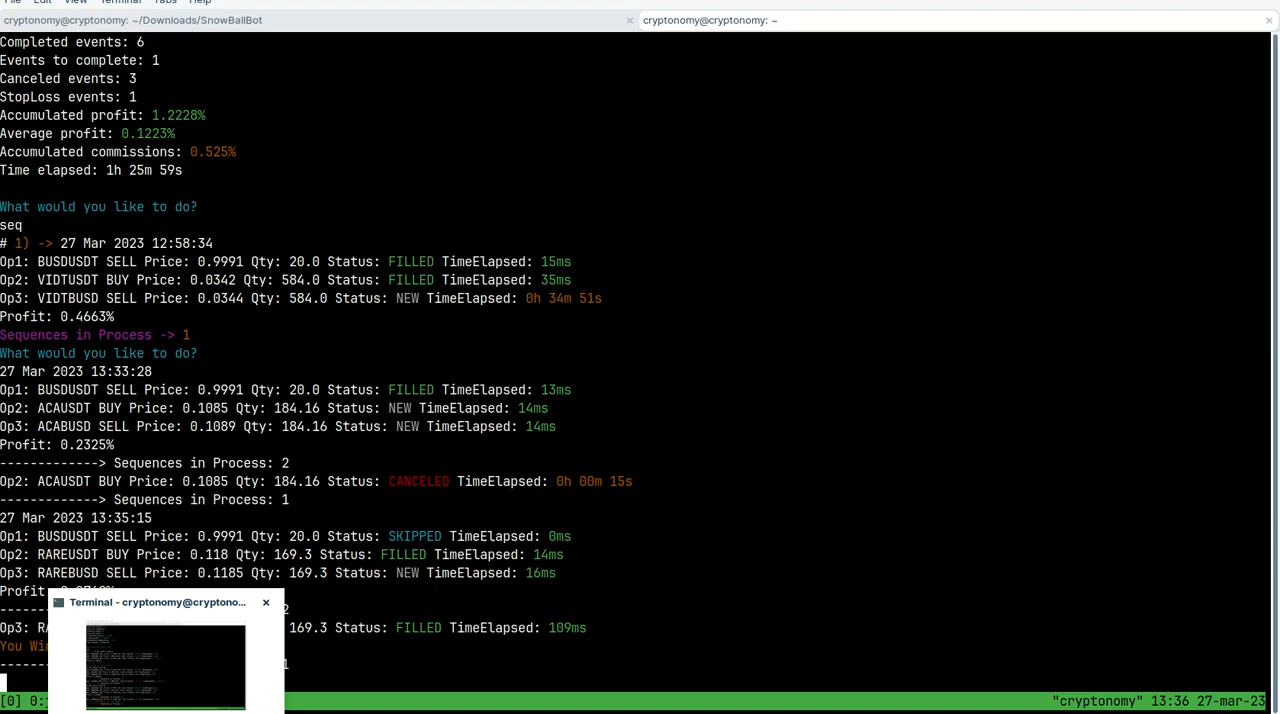 File Edit View Terminal Tabs Help
cryptonomy@cryptonomy: ~/Downloads/SnowBallBot
cryptonomy@cryptonomy: ~
Completed events: 6
Events to complete: 1
Canceled events: 3
StopLoss events: 1
Accumulated profit: 1.2228%
Average profit: 0.1223%
Accumulated commissions: 0.525%
Time elapsed: 1h 25m 59s
What would you like to do?
seq
# 1) -> 27 Mar 2023 12:58:34
Op1: BUSDUSDT SELL Price: 0.9991 Qty: 20.0 Status: FILLED TimeElapsed: 15ms
Op2: VIDTUSDT BUY Price: 0.0342 Qty: 584.0 Status: FILLED TimeElapsed: 35ms
Op3: VIDTBUSD SELL Price: 0.0344 Qty: 584.0 Status: NEW TimeElapsed: 0h 34m 51s
Profit: 0.4663%
Sequences in Process -> 1
What would you like to do?
27 Mar 2023 13:33:28
Op1: BUSDUSDT SELL Price: 0.9991 Qty: 20.0 Status: FILLED TimeElapsed: 13ms
Op2: ACAUSDT BUY Price: 0.1085 Qty: 184.16 Status: NEW TimeElapsed: 14ms
Op3: ACABUSD SELL Price: 0.1089 Qty: 184.16 Status: NEW TimeElapsed: 14ms
Profit: 0.2325%
-------------> Sequences in Process: 2
Op2: ACAUSDT BUY Price: 0.1085 Qty: 184.16 Status: CANCELED TimeElapsed: 0h 00m 15s
-------------> Sequences in Process: 1
27 Mar 2023 13:35:15
Op1: BUSDUSDT SELL Price: 0.9991 Qty: 20.0 Status: SKIPPED TimeElapsed: 0ms
Op2: RAREUSDT BUY Price: 0.118 Qty: 169.3 Status: FILLED TimeElapsed: 14ms
Op3: RAREBUSD SELL Price: 0.1185 Qty: 169.3 Status: NEW TimeElapsed: 16ms
Profit
Terminal - cryptonomy@cryptono...
2
Op3: 169.3 Status: FILLED TimeElapsed: 109ms
You
1
[0] 0: "cryptonomy" 13:36 27-mar-23